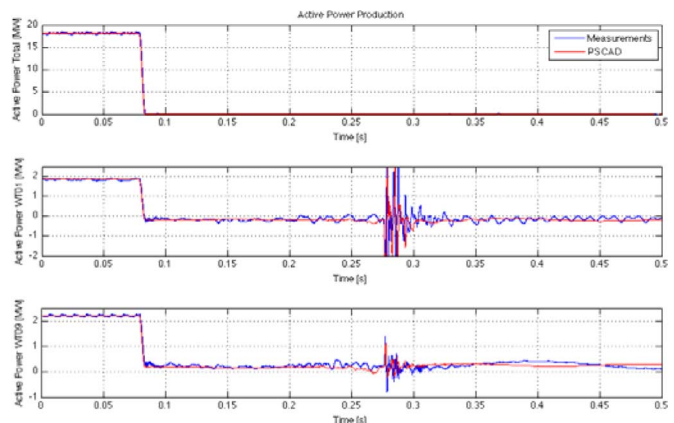 Active Power Production
Active Power Total [MW]
20
15
10
5
0
Measurements
PSCAD
0 0.05 0.1 0.15 0.2 0.25 0.3 0.35 0.4 0.45 0.5
Time [s]
Active Power WT01 [MW]
2
1
0
-1
-2
0 0.05 0.1 0.15 0.2 0.25 0.3 0.35 0.4 0.45 0.5
Time [s]
Active Power WT09 [MW]
2
1
0
-1
0 0.05 0.1 0.15 0.2 0.25 0.3 0.35 0.4 0.45 0.5
Time [s]